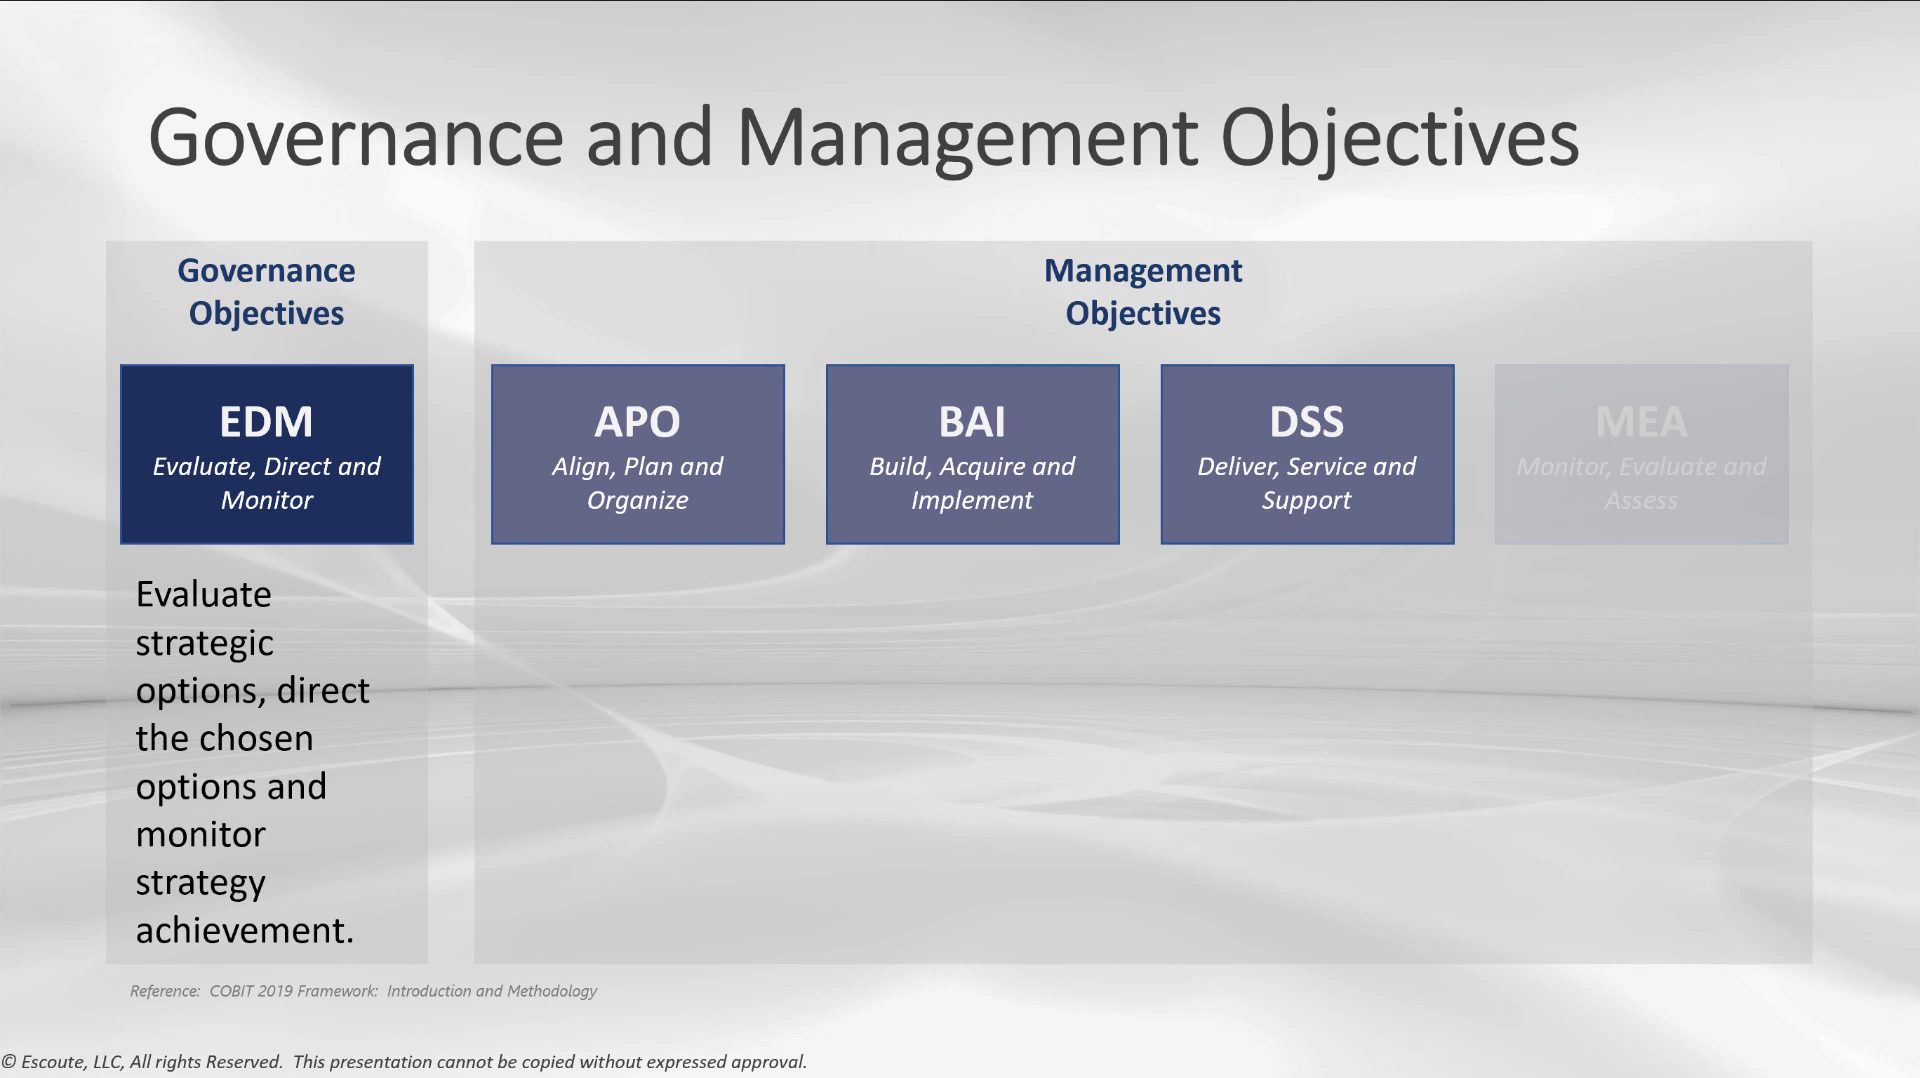 Governance and Management Objectives
Governance
Objectives
EDM
Evaluate, Direct and
Monitor
Evaluate
strategic
options, direct
the chosen
options and
monitor
strategy
achievement.
Management
Objectives
APO
Align, Plan and
Organize
BAI
Build, Acquire and
Implement
DSS
Deliver, Service and
Support
MEA
Monitor, Evaluate and
Assess
Reference:  COBIT 2019 Framework:  Introduction and Methodology
© Escoute, LLC, All rights Reserved.  This presentation cannot be copied without expressed approval.